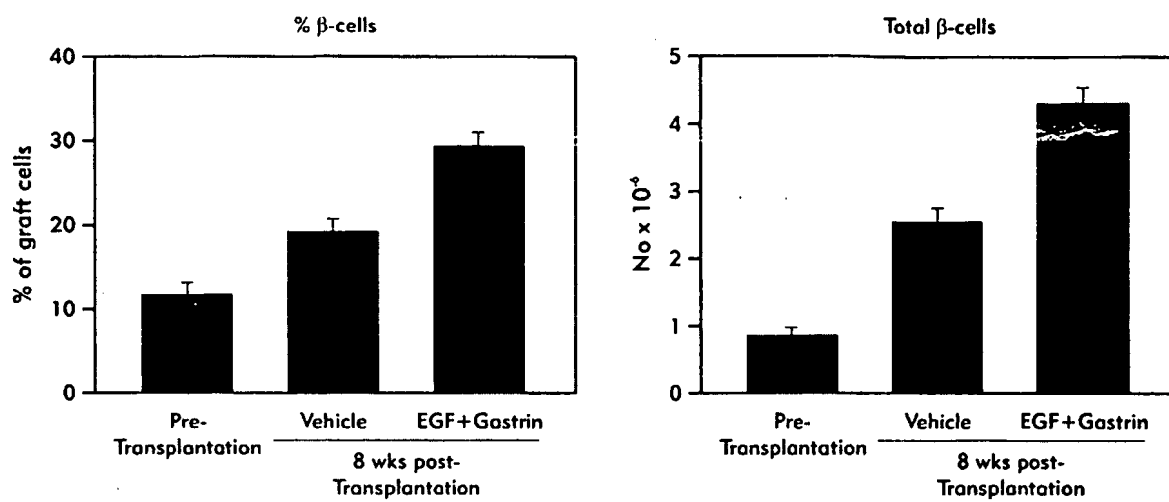 % β-cells
40
30
20
10
0
% of graft cells
Pre-
Transplantation
Vehicle
EGF+Gastrin
8 wks post-
Transplantation
Total β-cells
5
4
3
2
1
0
No x 10⁻⁶
Pre-
Transplantation
Vehicle
EGF+Gastrin
8 wks post-
Transplantation